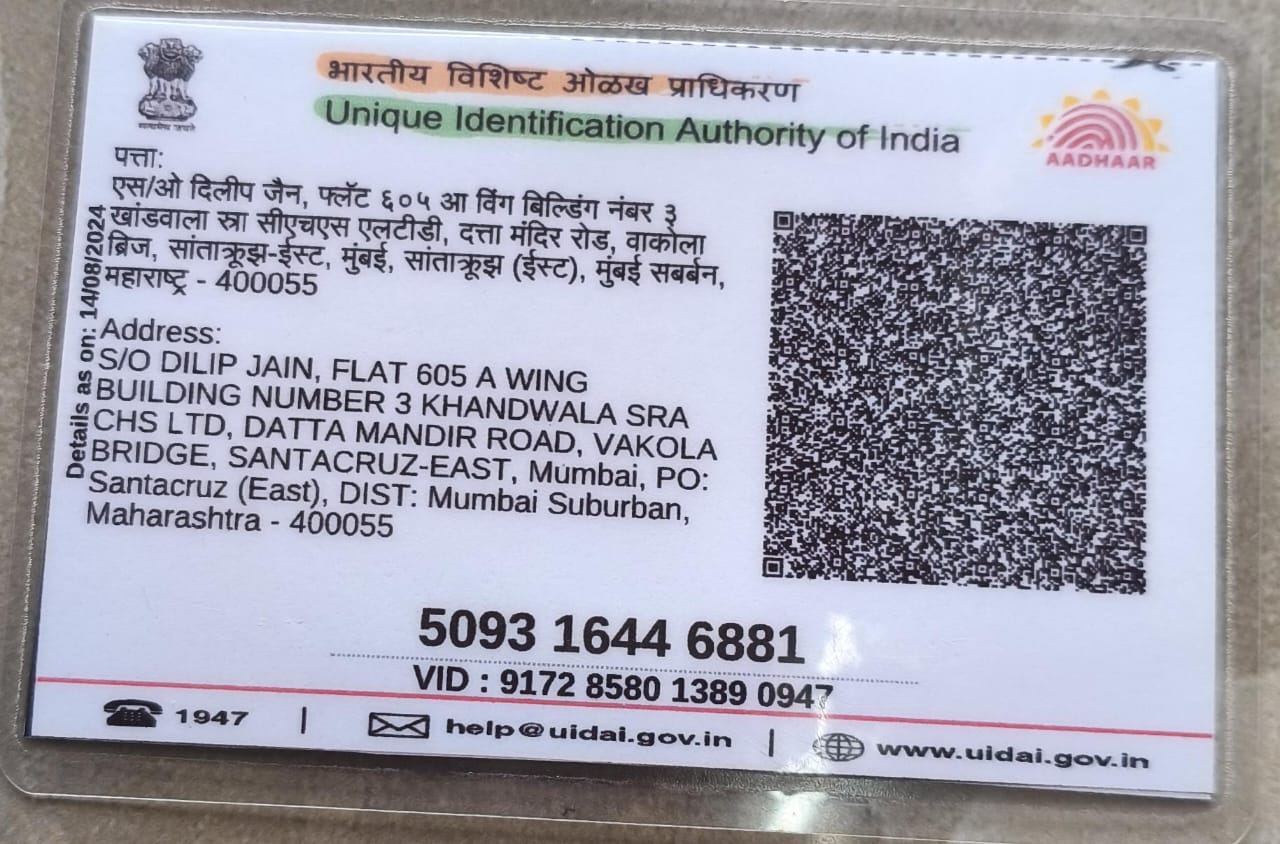 भारतीय विशिष्ट ओळख प्राधिकरण
Unique Identification Authority of India
सत्यमेव जयते
AADHAAR
पत्ता:
एस/ओ दिलीप जैन, फ्लॅट ६०५ आ विंग बिल्डिंग नंबर ३
खांडवाला स्रा सीएचएस एलटीडी, दत्ता मंदिर रोड, वाकोला
ब्रिज, सांताक्रूझ-ईस्ट, मुंबई, सांताक्रूझ (ईस्ट), मुंबई सबर्बन,
महाराष्ट्र - 400055
Details as on: 14/08/2024
Address:
S/O DILIP JAIN, FLAT 605 A WING
BUILDING NUMBER 3 KHANDWALA SRA
CHS LTD, DATTA MANDIR ROAD, VAKOLA
BRIDGE, SANTACRUZ-EAST, Mumbai, PO:
Santacruz (East), DIST: Mumbai Suburban,
Maharashtra - 400055
5093 1644 6881
VID : 9172 8580 1389 0947
1947 | help@uidai.gov.in | www.uidai.gov.in